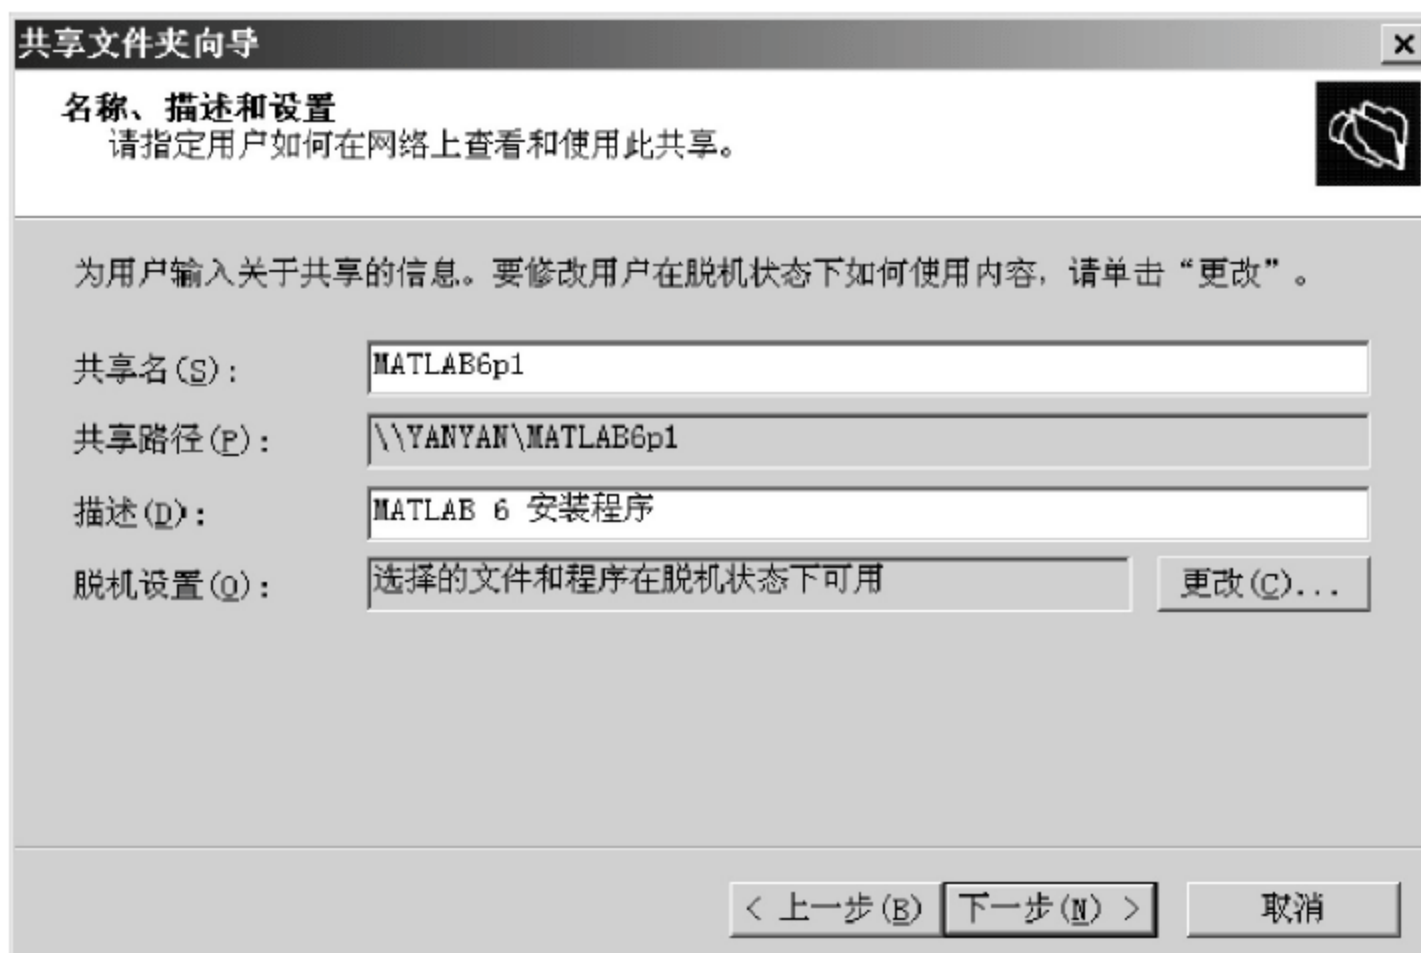 共享文件夹向导
名称、描述和设置
请指定用户如何在网络上查看和使用此共享。
为用户输入关于共享的信息。要修改用户在脱机状态下如何使用内容，请单击“更改”。
共享名(S)： MATLAB6p1
共享路径(P)： \\YANYAN\MATLAB6p1
描述(D)： MATLAB 6 安装程序
脱机设置(O)： 选择的文件和程序在脱机状态下可用 更改(C)...
< 上一步(B) 下一步(N) > 取消